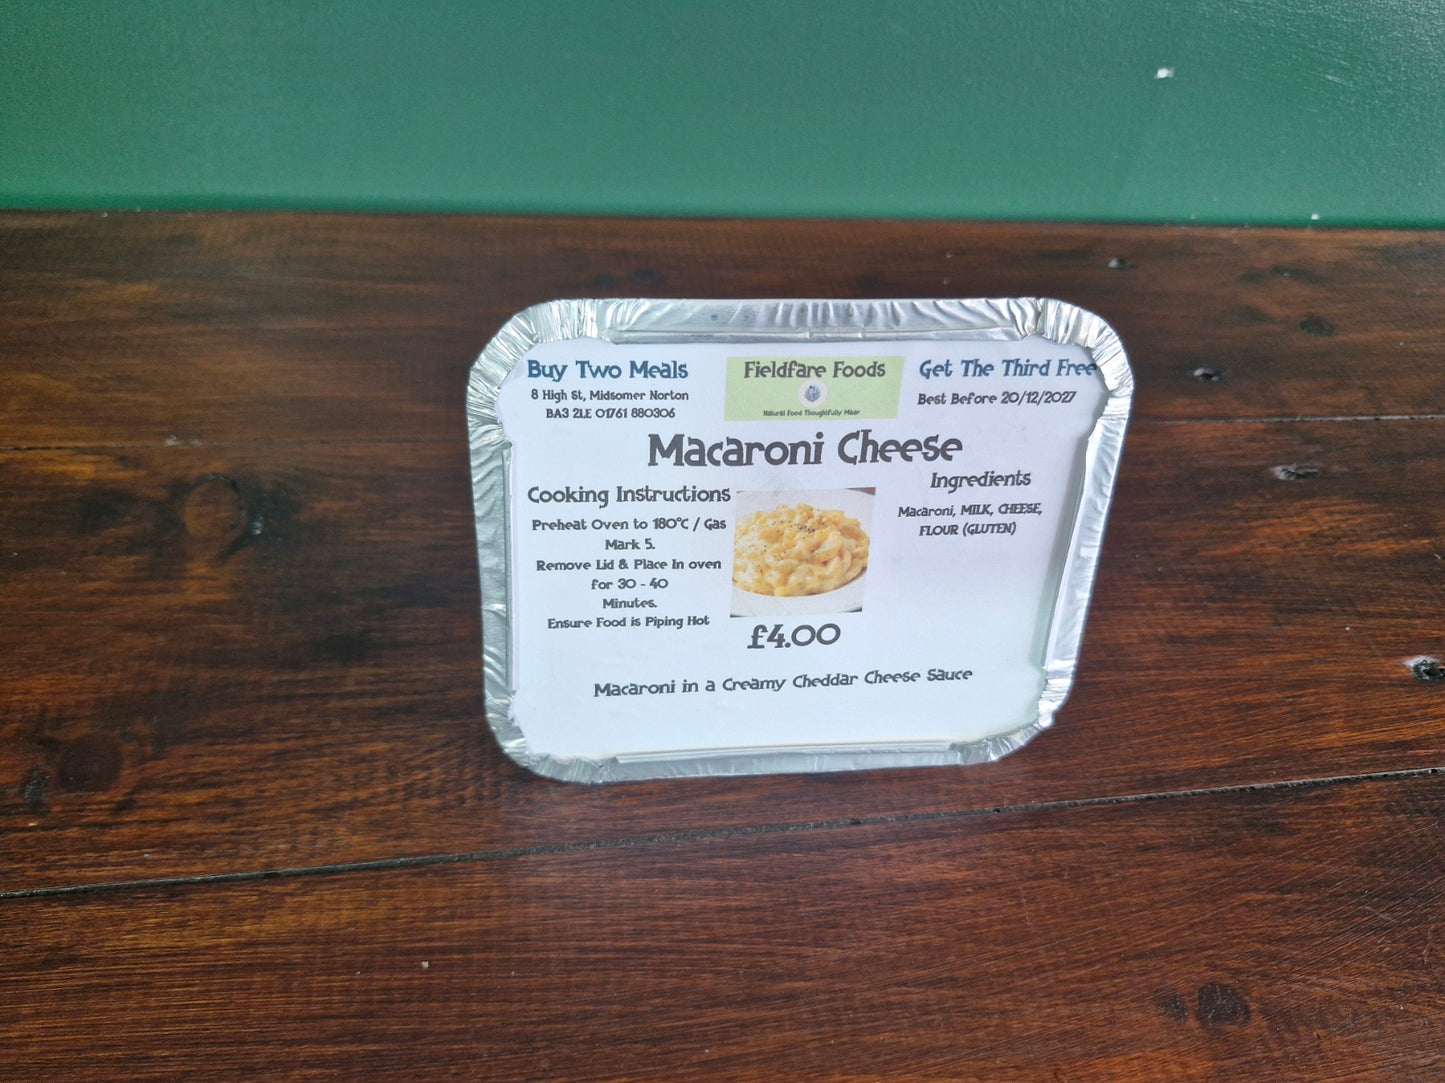 Buy Two Meals
8 High St, Midsomer Norton
BA3 2LE 01761 880306
Fieldfare Foods
Natural Food Thoughtfully Made
Get The Third Free
Best Before 20/12/2027
Macaroni Cheese
Cooking Instructions
Preheat Oven to 180°C / Gas
Mark 5.
Remove Lid & Place In oven
for 30 - 40
Minutes.
Ensure Food is Piping Hot
Ingredients
Macaroni, MILK, CHEESE,
FLOUR (GLUTEN)
£4.00
Macaroni in a Creamy Cheddar Cheese Sauce